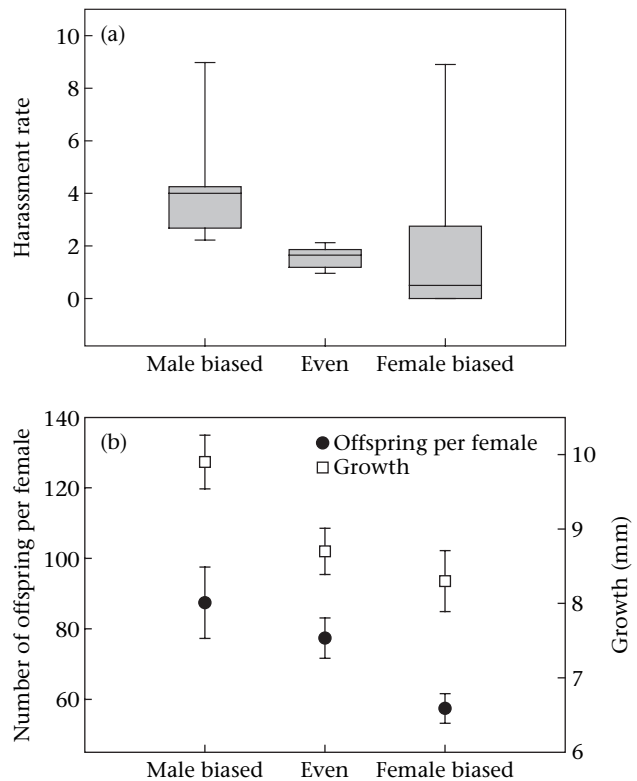 (a)
Harassment rate
10
8
6
4
2
0
Male biased Even Female biased
(b)
Number of offspring per female
140
120
100
80
60
Offspring per female
Growth
10
9
8
7
6
Growth (mm)
Male biased Even Female biased